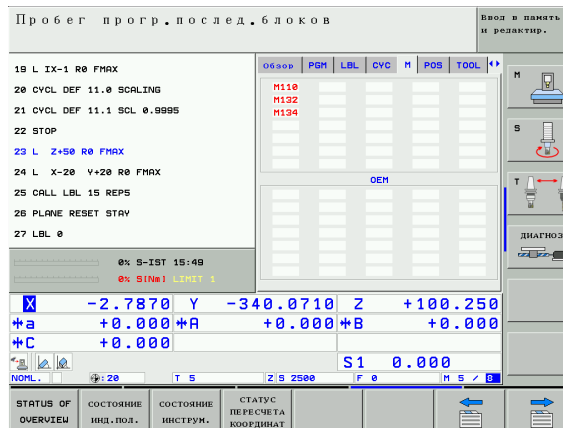 Пробег прогр.послед.блоков
Ввод в память
и редактир.
19 L IX-1 R0 FMAX
20 CYCL DEF 11.0 SCALING
21 CYCL DEF 11.1 SCL 0.9995
22 STOP
23 L Z+50 R0 FMAX
24 L X-20 Y+20 R0 FMAX
25 CALL LBL 15 REP5
26 PLANE RESET STAY
27 LBL 0
Обзор PGM LBL CYC M POS TOOL
M110
M132
M134
OEM
0% S-IST 15:49
0% S[Nm] LIMIT 1
X -2.7870 Y -340.0710 Z +100.250
a +0.000 A +0.000 B +0.000
C +0.000
S1 0.000
NOML. :20 T 5 Z S 2500 F 0 M 5 / 8
M
S
T
ДИАГНОЗ
STATUS OF
OVERVIEW
СОСТОЯНИЕ
ИНД.ПОЛ.
СОСТОЯНИЕ
ИНСТРУМ.
СТАТУС
ПЕРЕСЧЕТА
КООРДИНАТ